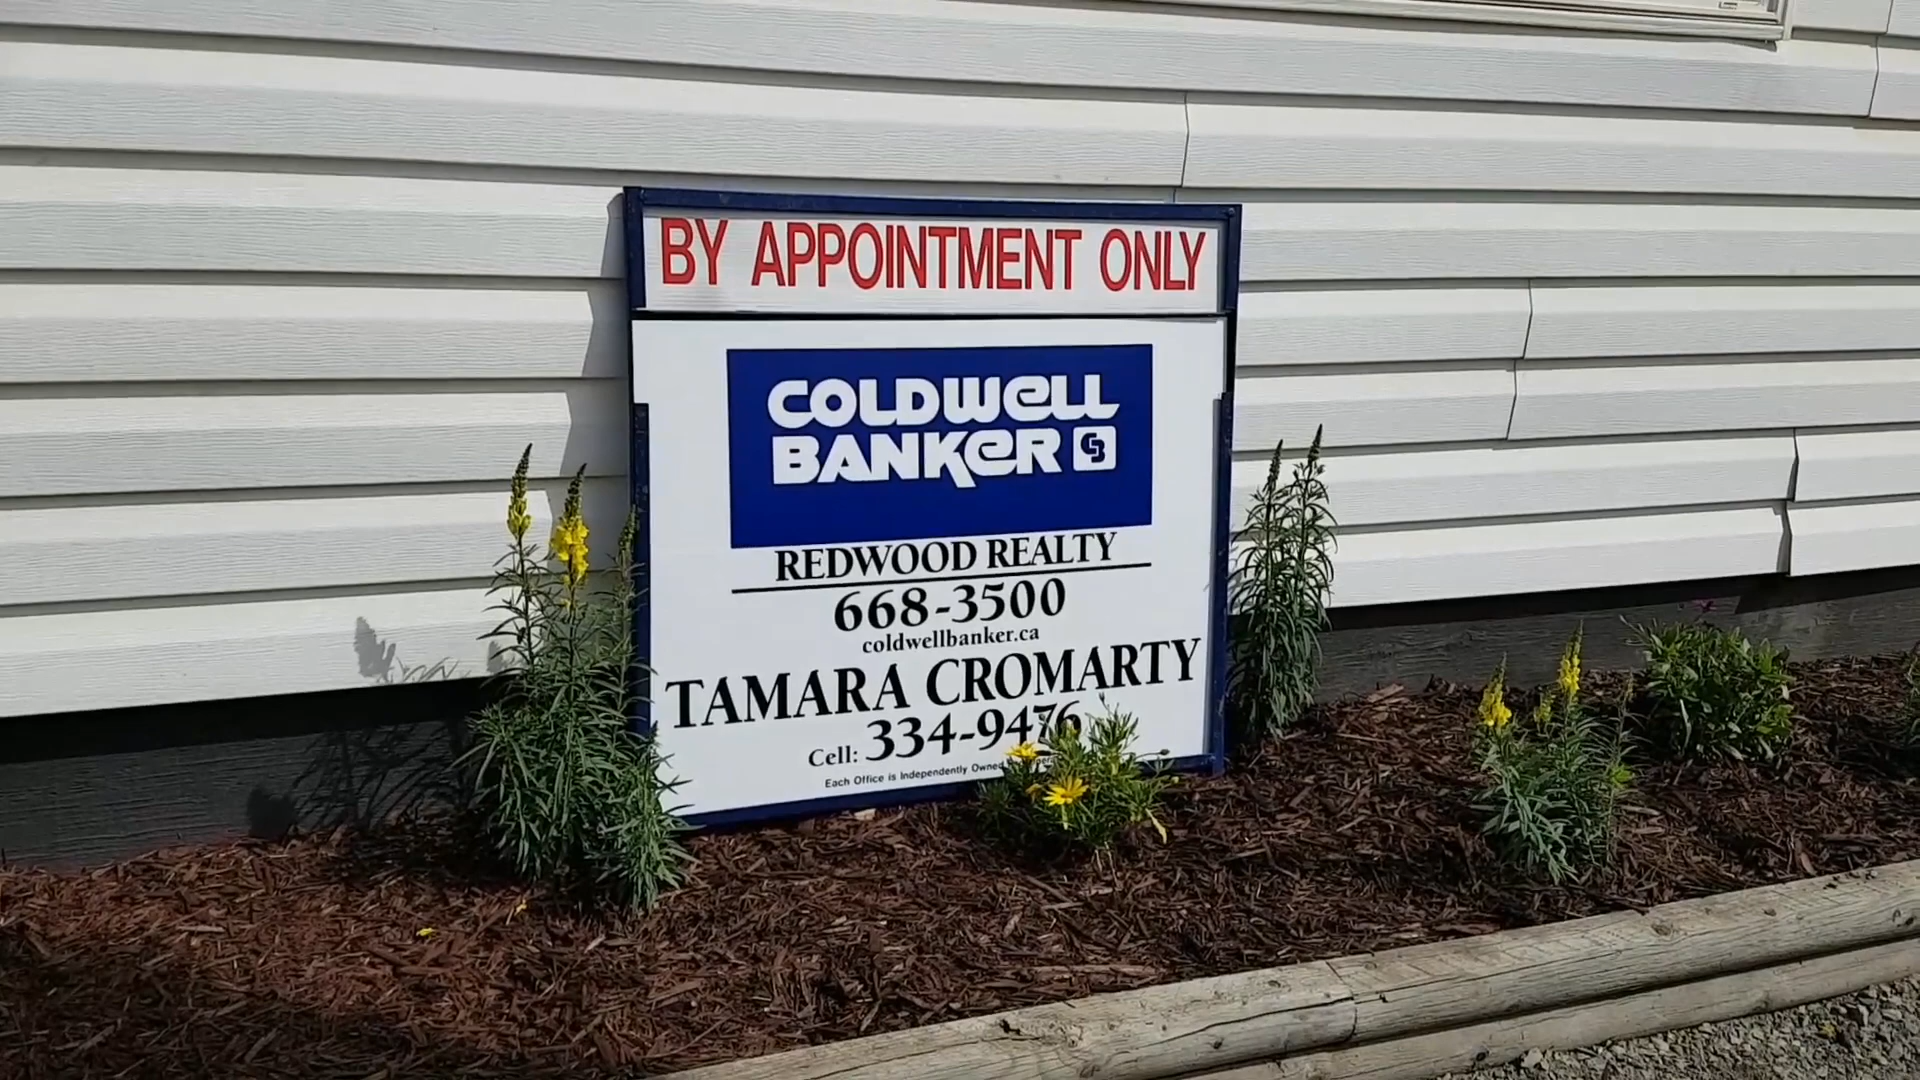 BY APPOINTMENT ONLY
COLDWELL
BANKER CB
REDWOOD REALTY
668-3500
coldwellbanker.ca
TAMARA CROMARTY
Cell: 334-9476
Each Office is Independently Owned